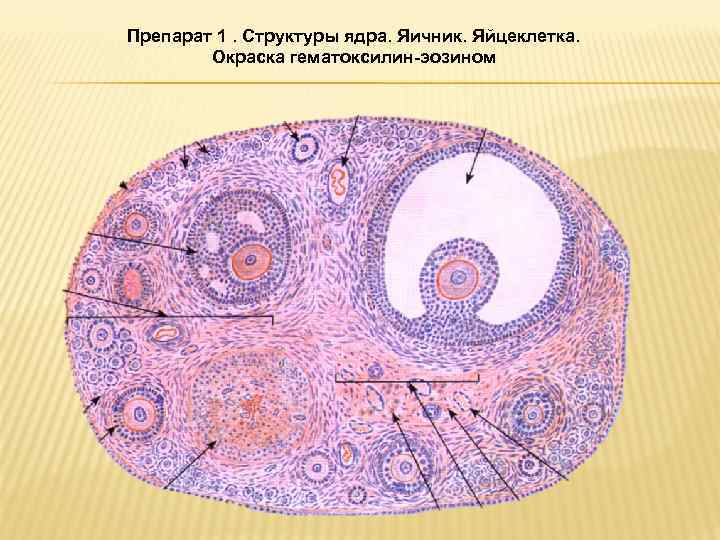 Препарат 1 . Структуры ядра. Яичник. Яйцеклетка.
Окраска гематоксилин-эозином